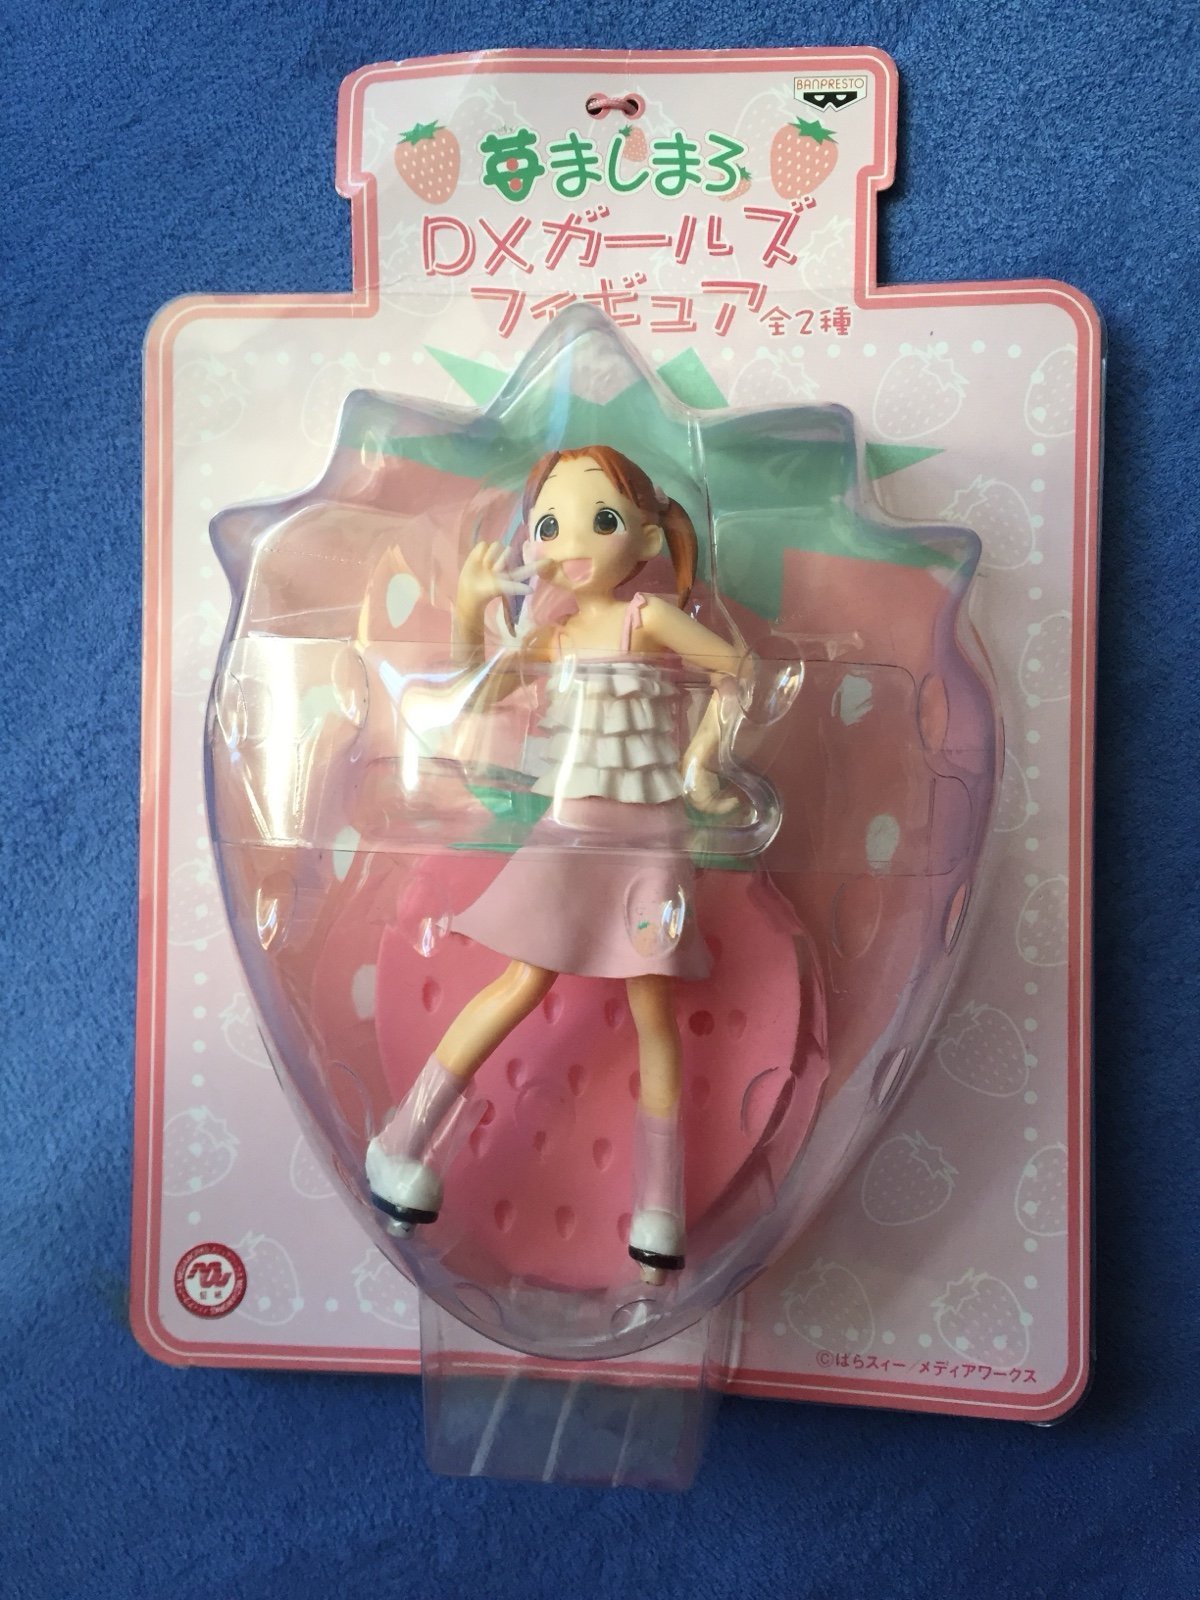 BANPRESTO
苺ましまろ
DXガールズ
フィギュア 全2種
©ばらスィー/メディアワークス